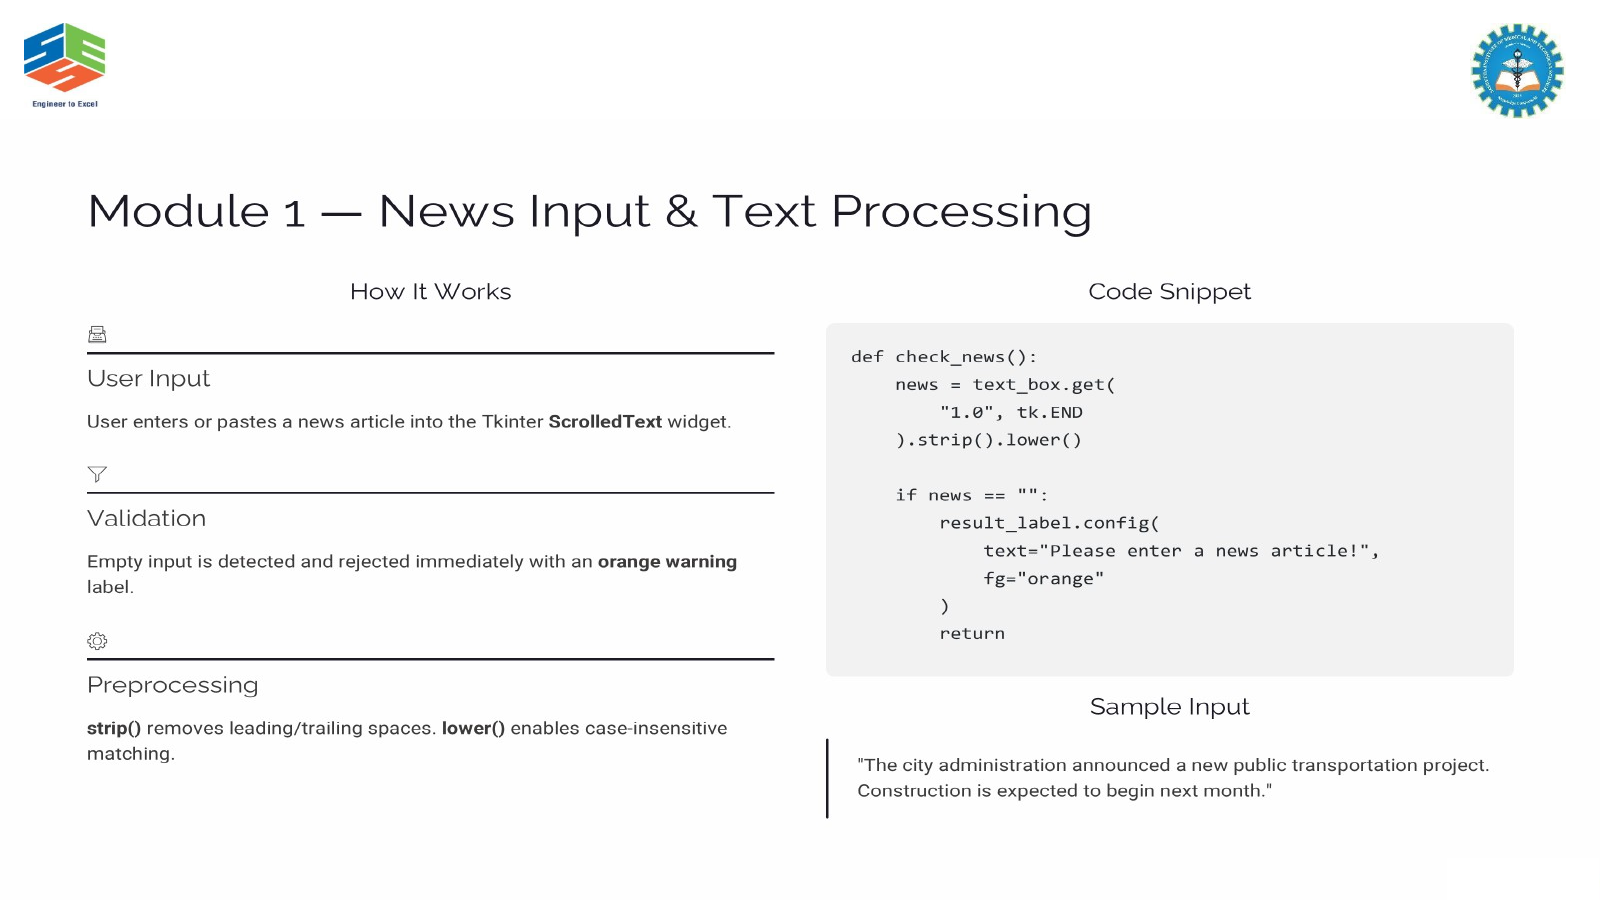 SES
Engineer to Excel
Module 1 — News Input & Text Processing
How It Works
User Input
User enters or pastes a news article into the Tkinter ScrolledText widget.
Validation
Empty input is detected and rejected immediately with an orange warning
label.
Preprocessing
strip() removes leading/trailing spaces. lower() enables case-insensitive
matching.
Code Snippet
def check_news():
    news = text_box.get(
        "1.0", tk.END
    ).strip().lower()
    if news == "":
        result_label.config(
            text="Please enter a news article!",
            fg="orange"
        )
        return
Sample Input
"The city administration announced a new public transportation project.
Construction is expected to begin next month."